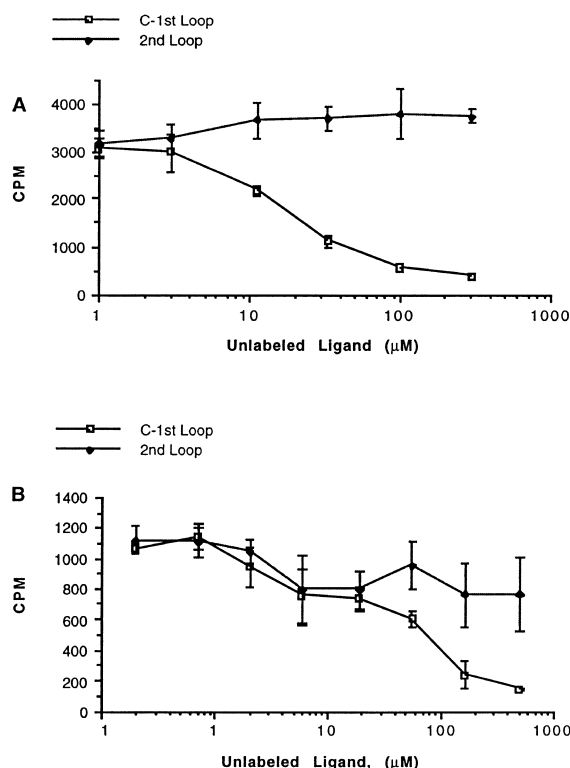 C-1st Loop
2nd Loop
A
4000
3000
2000
1000
0
CPM
1 10 100 1000
Unlabeled Ligand (μM)
C-1st Loop
2nd Loop
B
1400
1200
1000
800
600
400
200
0
CPM
1 1 10 100 1000
Unlabeled Ligand, (μM)